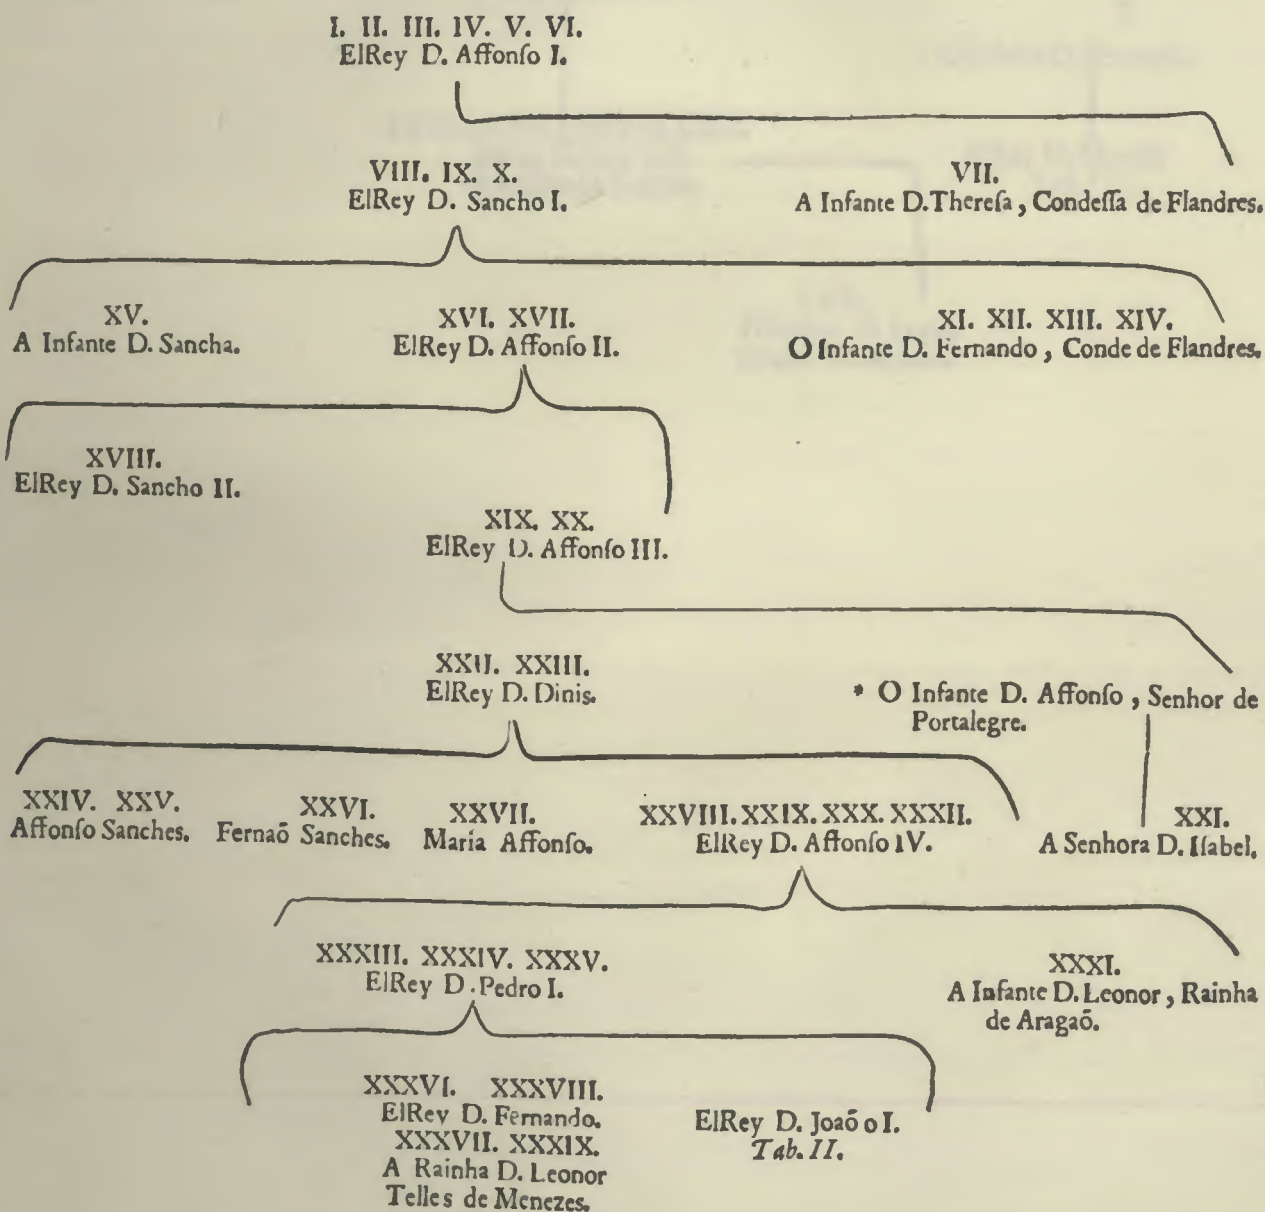 I. II. III. IV. V. VI.
ElRey D. Affonſo I.
VIII. IX. X.
ElRey D. Sancho I.
VII.
A Infante D. Thereſa , Condeſſa de Flandres.
XV.
A Infante D. Sancha.
XVI. XVII.
ElRey D. Affonſo II.
XI. XII. XIII. XIV.
O Infante D. Fernando , Conde de Flandres.
XVIII.
ElRey D. Sancho II.
XIX. XX.
ElRey D. Affonſo III.
XXII. XXIII.
ElRey D. Dinis.
* O Infante D. Affonſo , Senhor de
Portalegre.
XXIV. XXV.
Affonſo Sanches.
XXVI.
Fernaõ Sanches.
XXVII.
Maria Affonſo.
XXVIII. XXIX. XXX. XXXII.
ElRey D. Affonſo IV.
XXI.
A Senhora D. Iſabel.
XXXIII. XXXIV. XXXV.
ElRey D. Pedro I.
XXXI.
A Infante D. Leonor , Rainha
de Aragaõ.
XXXVI. XXXVIII.
ElRey D. Fernando.
XXXVII. XXXIX.
A Rainha D. Leonor
Telles de Menezes.
ElRey D. Joaõ o I.
Tab. II.